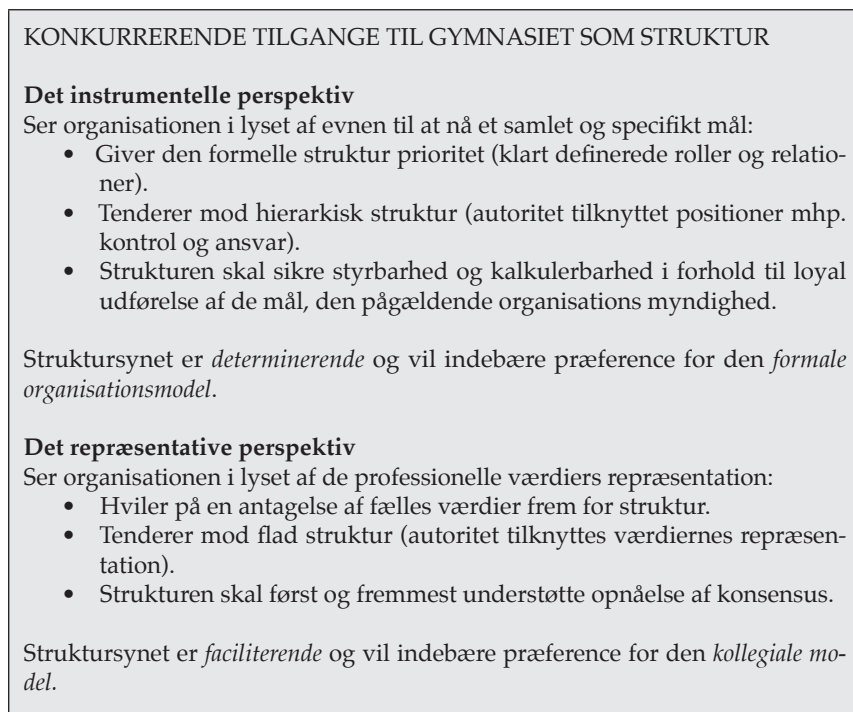 KONKURRERENDE TILGANGE TIL GYMNASIET SOM STRUKTUR
Det instrumentelle perspektiv
Ser organisationen i lyset af evnen til at nå et samlet og specifikt mål:
• Giver den formelle struktur prioritet (klart definerede roller og relatio-
ner).
• Tenderer mod hierarkisk struktur (autoritet tilknyttet positioner mhp.
kontrol og ansvar).
• Strukturen skal sikre styrbarhed og kalkulerbarhed i forhold til loyal
udførelse af de mål, den pågældende organisations myndighed.
Struktursynet er determinerende og vil indebære præference for den formale
organisationsmodel.
Det repræsentative perspektiv
Ser organisationen i lyset af de professionelle værdiers repræsentation:
• Hviler på en antagelse af fælles værdier frem for struktur.
• Tenderer mod flad struktur (autoritet tilknyttes værdiernes repræsen-
tation).
• Strukturen skal først og fremmest understøtte opnåelse af konsensus.
Struktursynet er faciliterende og vil indebære præference for den kollegiale mo-
del.